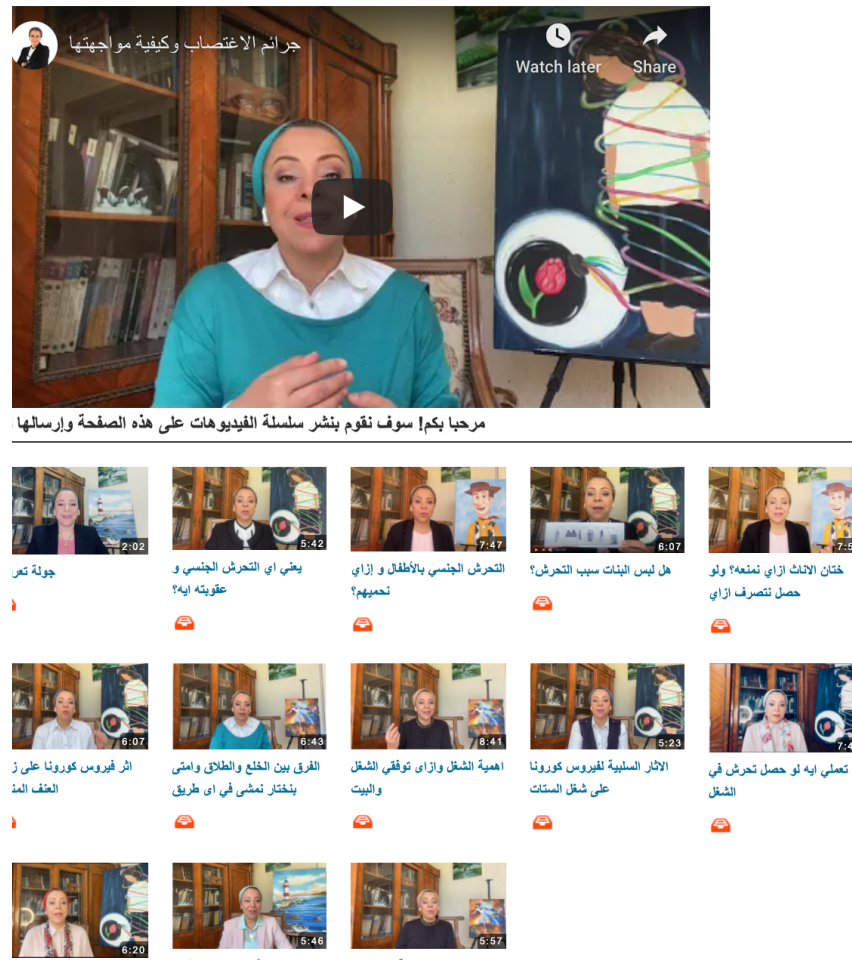 جرائم الاغتصاب وكيفية مواجهتها
Watch later
Share
مرحبا بكم! سوف نقوم بنشر سلسلة الفيديوهات على هذه الصفحة وإرسالها
2:02
5:42
7:47
6:07
7:5
جولة
يعني اي التحرش الجنسي و
عقوبته ايه؟
التحرش الجنسي بالأطفال و إزاي
نحميهم؟
هل لبس البنات سبب التحرش؟
ختان الاناث ازاي نمنعه؟ ولو
حصل نتصرف ازاي
6:07
6:43
8:41
5:23
7:4
اثر فيروس كورونا على
العنف
الفرق بين الخلع والطلاق وامتى
بنختار نمشى في اى طريق
اهمية الشغل وازاى توفقي الشغل
والبيت
الاثار السلبية لفيروس كورونا
على شغل الستات
تعملي ايه لو حصل تحرش في
الشغل
6:20
5:46
5:57